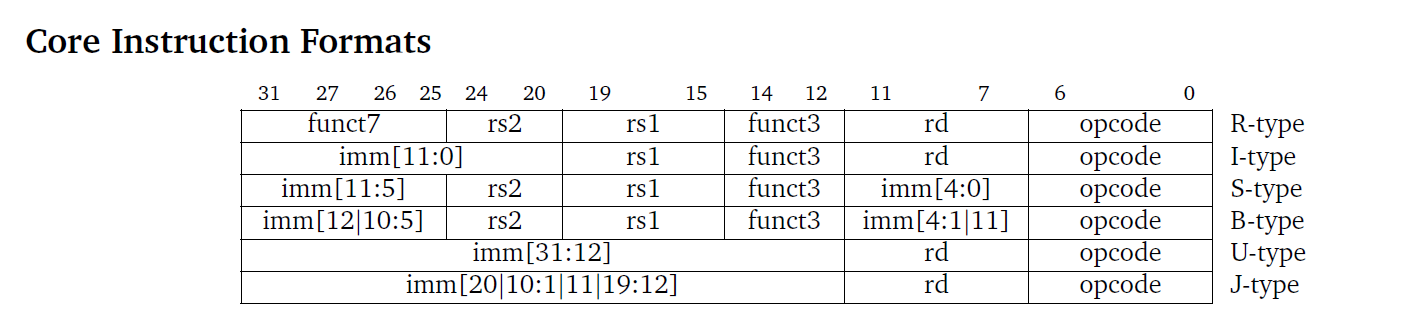 Core Instruction Formats
31 27 26 25 24 20 19 15 14 12 11 7 6 0
funct7 rs2 rs1 funct3 rd opcode R-type
imm[11:0] rs1 funct3 rd opcode I-type
imm[11:5] rs2 rs1 funct3 imm[4:0] opcode S-type
imm[12|10:5] rs2 rs1 funct3 imm[4:1|11] opcode B-type
imm[31:12] rd opcode U-type
imm[20|10:1|11|19:12] rd opcode J-type